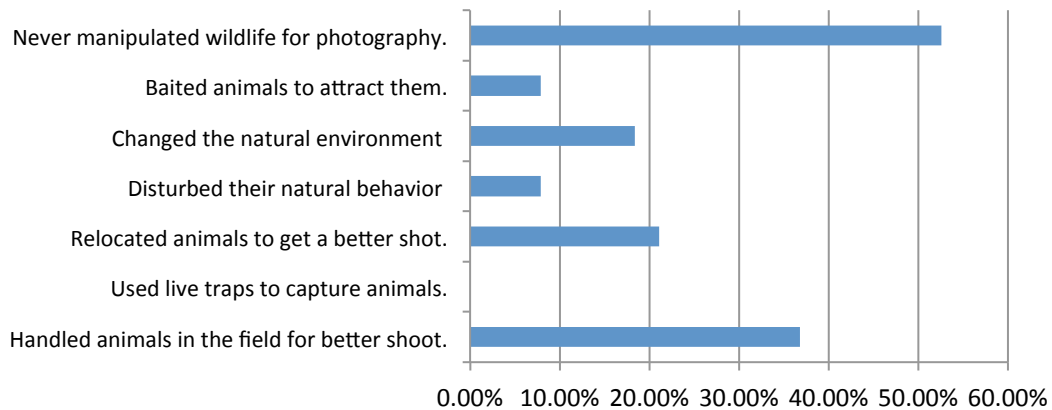 Never manipulated wildlife for photography.
Baited animals to attract them.
Changed the natural environment
Disturbed their natural behavior
Relocated animals to get a better shot.
Used live traps to capture animals.
Handled animals in the field for better shoot.
0.00% 10.00% 20.00% 30.00% 40.00% 50.00% 60.00%